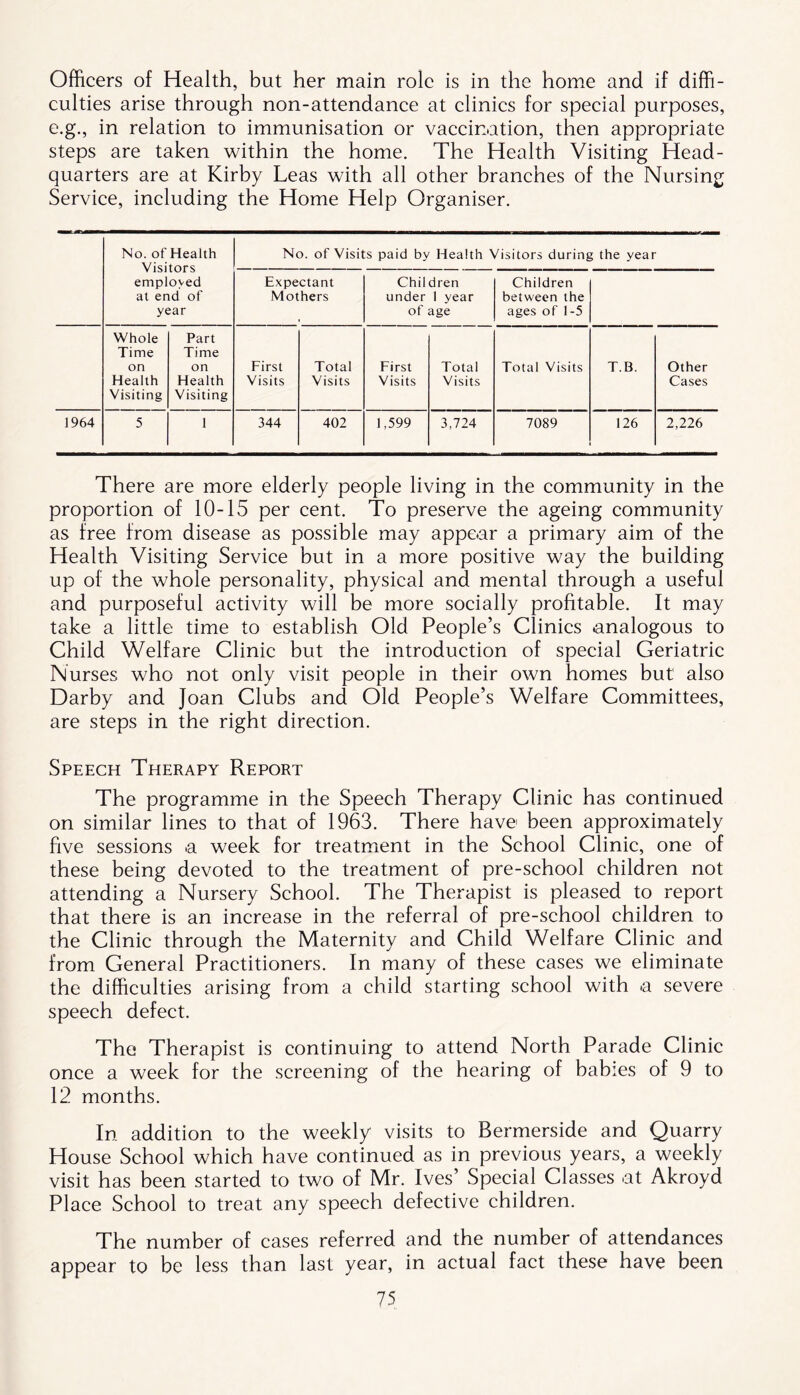 Officers of Health, but her main role is in the home and if diffi-
culties arise through non-attendance at clinics for special purposes,
e.g., in relation to immunisation or vaccination, then appropriate
steps are taken within the home. The Health Visiting Head-
quarters are at Kirby Leas with all other branches of the Nursing
Service, including the Home Help Organiser.
No. of Health Visitors employed at end of year | No. of Visits paid by Health Visitors during the year
Expectant Mothers | Children under 1 year of age | Children between the ages of 1-5
Whole Time on Health Visiting | Part Time on Health Visiting | First Visits | Total Visits | First Visits | Total Visits | Total Visits | T.B. | Other Cases
1964 | 5 | 1 | 344 | 402 | 1,599 | 3,724 | 7089 | 126 | 2,226
There are more elderly people living in the community in the
proportion of 10-15 per cent. To preserve the ageing community
as free from disease as possible may appear a primary aim of the
Health Visiting Service but in a more positive way the building
up of the whole personality, physical and mental through a useful
and purposeful activity will be more socially profitable. It may
take a little time to establish Old People's Clinics analogous to
Child Welfare Clinic but the introduction of special Geriatric
Nurses who not only visit people in their own homes but also
Darby and Joan Clubs and Old People's Welfare Committees,
are steps in the right direction.
Speech Therapy Report
The programme in the Speech Therapy Clinic has continued
on similar lines to that of 1963. There have been approximately
five sessions a week for treatment in the School Clinic, one of
these being devoted to the treatment of pre-school children not
attending a Nursery School. The Therapist is pleased to report
that there is an increase in the referral of pre-school children to
the Clinic through the Maternity and Child Welfare Clinic and
from General Practitioners. In many of these cases we eliminate
the difficulties arising from a child starting school with a severe
speech defect.
The Therapist is continuing to attend North Parade Clinic
once a week for the screening of the hearing of babies of 9 to
12 months.
In addition to the weekly visits to Bermerside and Quarry
House School which have continued as in previous years, a weekly
visit has been started to two of Mr. Ives' Special Classes at Akroyd
Place School to treat any speech defective children.
The number of cases referred and the number of attendances
appear to be less than last year, in actual fact these have been
75